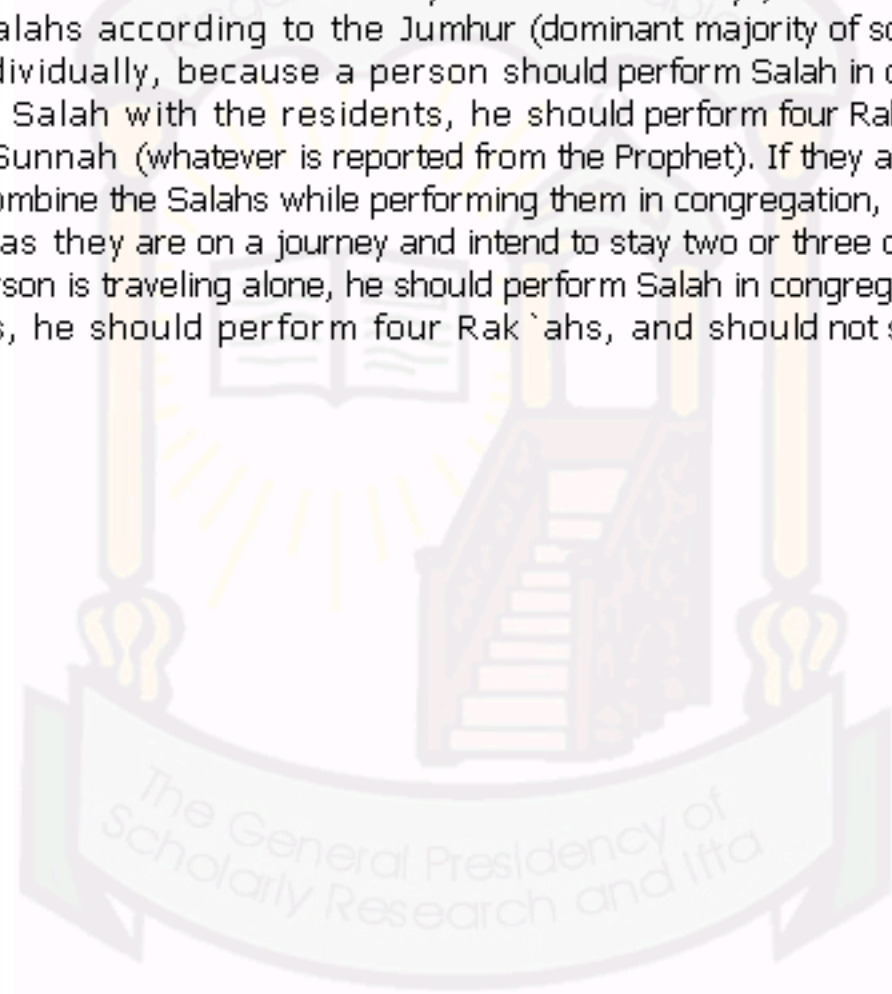 alahs according to the Jumhur (dominant majority of
dividually, because a person should perform Salah in
Salah with the residents, he should perform four
Sunnah (whatever is reported from the Prophet). If they
ombine the Salahs while performing them in congregation,
as they are on a journey and intend to stay two or three
rson is traveling alone, he should perform Salah in
s, he should perform four Rak`ahs, and should not
The General Presidency of
Scholarly Research and Ifta